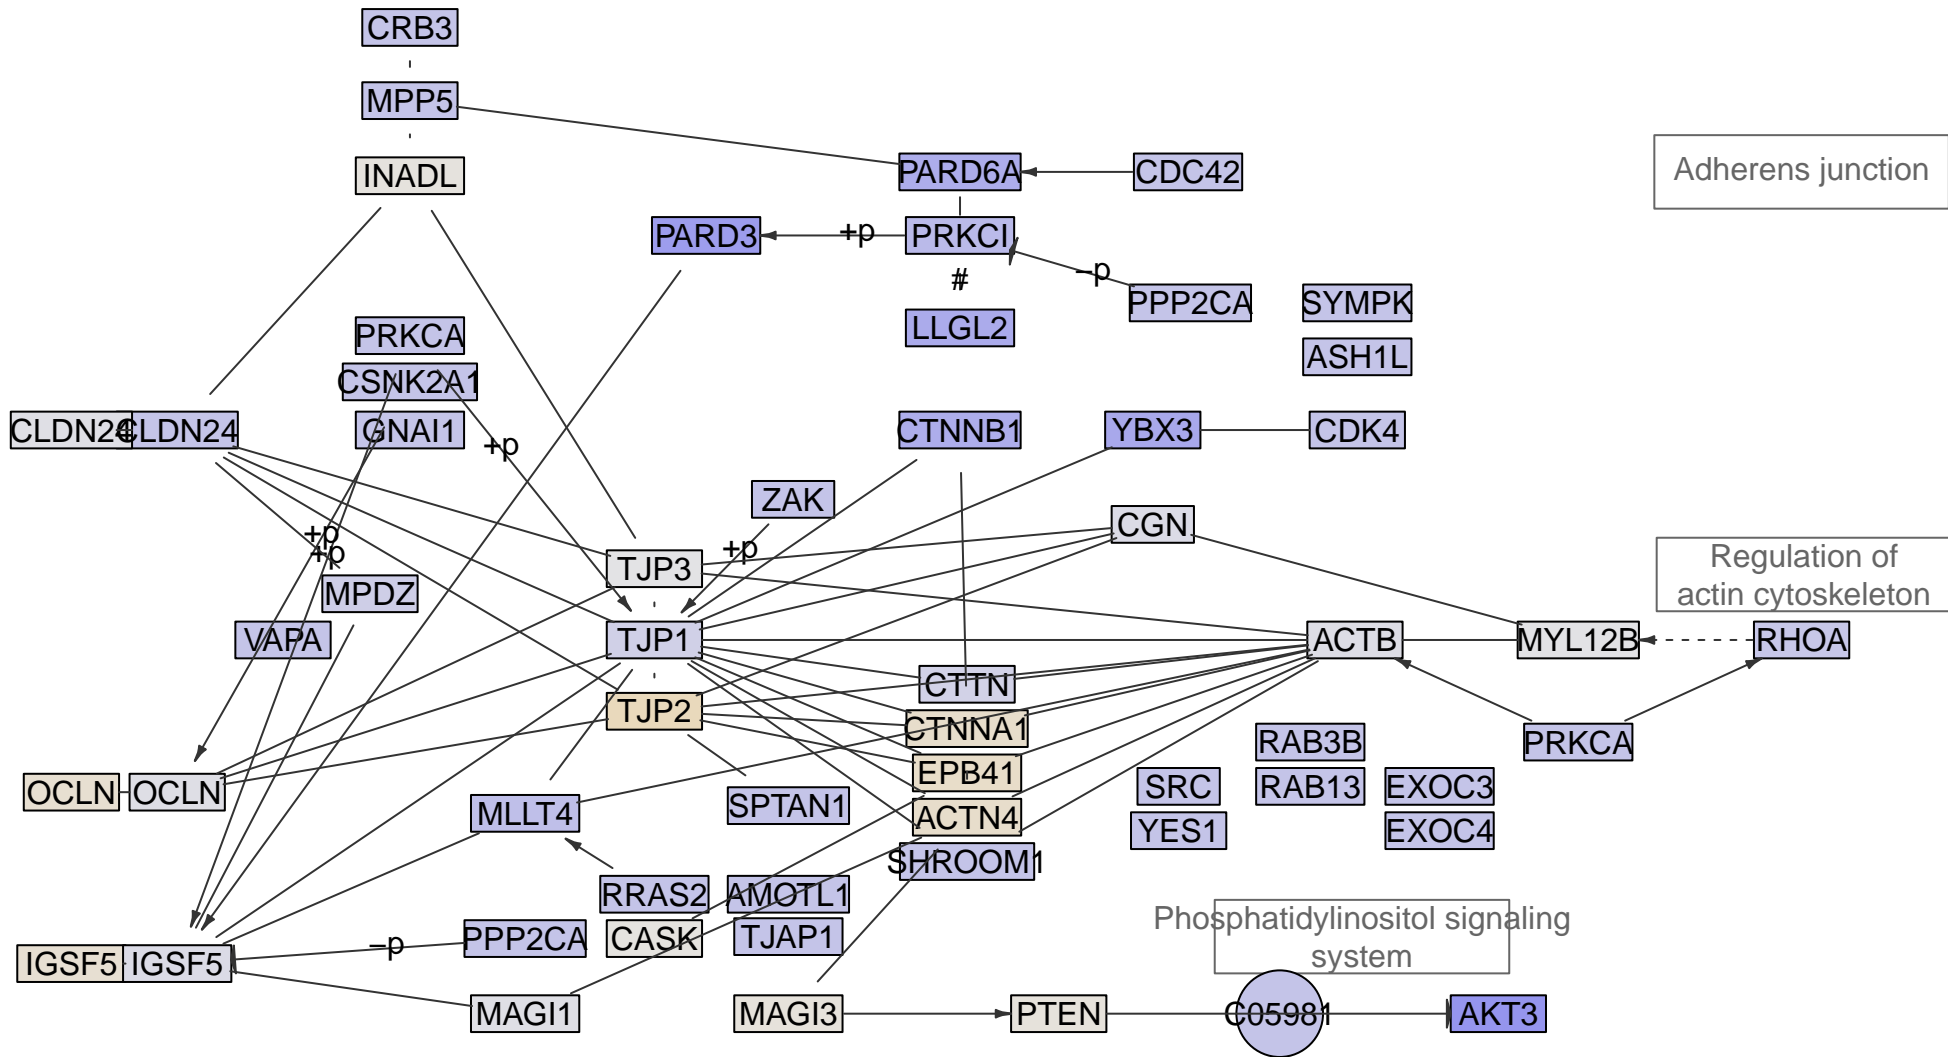 CRB3
MPP5
INADL
PARD6A
CDC42
Adherens junction
PARD3
+p
PRKCI
−p
#
PPP2CA
SYMPK
PRKCA
LLGL2
ASH1L
CSNK2A1
CLDN24
CLDN24
GNAI1
+p
CTNNB1
YBX3
CDK4
ZAK
CGN
+p
+p
+p
TJP3
MPDZ
Regulation of
actin cytoskeleton
VAPA
TJP1
ACTB
MYL12B
RHOA
CTTN
TJP2
CTNNA1
RAB3B
PRKCA
EPB41
OCLN
OCLN
MLLT4
SPTAN1
SRC
RAB13
EXOC3
ACTN4
YES1
EXOC4
SHROOM1
RRAS2
AMOTL1
PPP2CA
−p
CASK
TJAP1
Phosphatidylinositol signaling
system
IGSF5
IGSF5
MAGI1
MAGI3
PTEN
C05981
AKT3